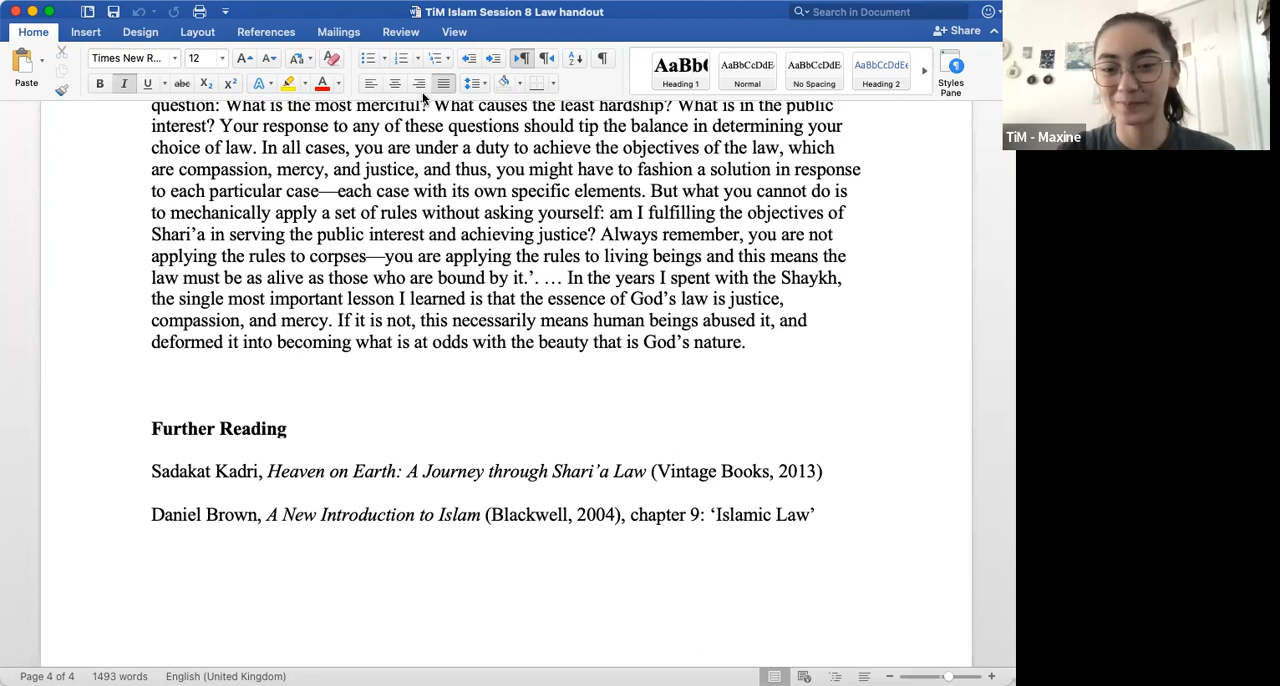 TiM Islam Session 8 Law handout
Search in Document
Home Insert Design Layout References Mailings Review View
Share
Paste
Times New R... 12
AaBb( AaBbCcDdE AaBbCcDdE AaBbCcDdEe
Heading 1 Normal No Spacing Heading 2
Styles Pane
question: What is the most merciful? What causes the least hardship? What is in the public
interest? Your response to any of these questions should tip the balance in determining your
choice of law. In all cases, you are under a duty to achieve the objectives of the law, which
are compassion, mercy, and justice, and thus, you might have to fashion a solution in response
to each particular case—each case with its own specific elements. But what you cannot do is
to mechanically apply a set of rules without asking yourself: am I fulfilling the objectives of
Shari’a in serving the public interest and achieving justice? Always remember, you are not
applying the rules to corpses—you are applying the rules to living beings and this means the
law must be as alive as those who are bound by it.’. … In the years I spent with the Shaykh,
the single most important lesson I learned is that the essence of God’s law is justice,
compassion, and mercy. If it is not, this necessarily means human beings abused it, and
deformed it into becoming what is at odds with the beauty that is God’s nature.
Further Reading
Sadakat Kadri, Heaven on Earth: A Journey through Shari’a Law (Vintage Books, 2013)
Daniel Brown, A New Introduction to Islam (Blackwell, 2004), chapter 9: ‘Islamic Law’
Page 4 of 4 1493 words English (United Kingdom)
TiM - Maxine